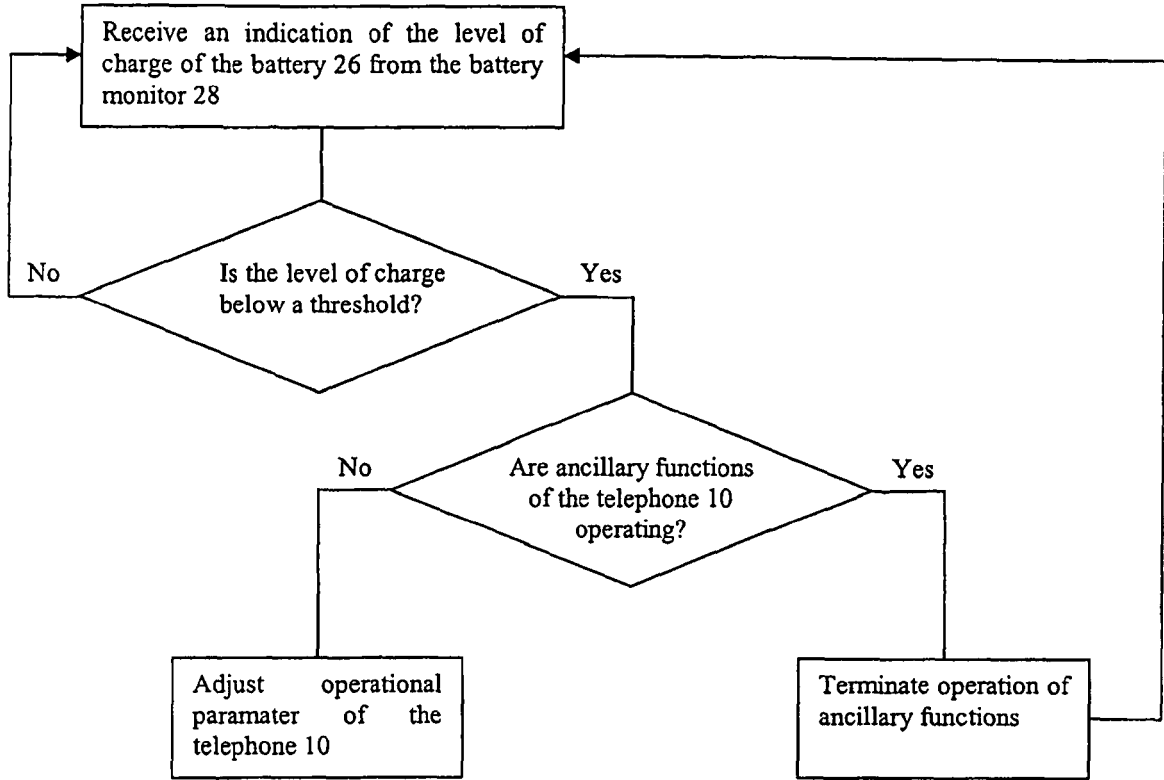 Receive an indication of the level of
charge of the battery 26 from the battery
monitor 28
No
Is the level of charge
below a threshold?
Yes
No
Are ancillary functions
of the telephone 10
operating?
Yes
Adjust operational
paramater of the
telephone 10
Terminate operation of
ancillary functions